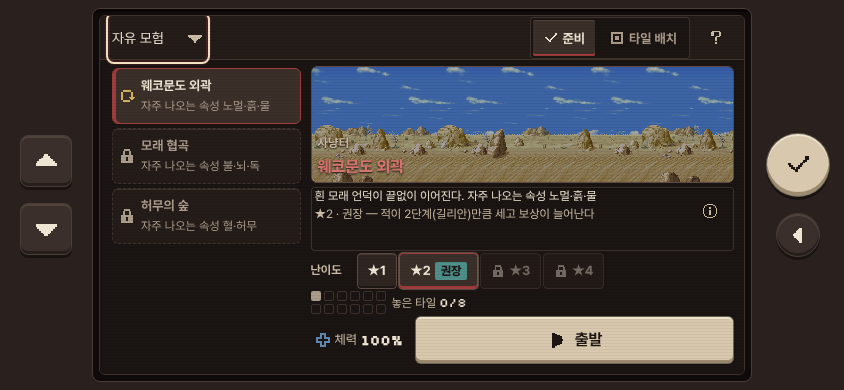 자유 모험
준비
타일 배치
?
웨코문도 외곽
자주 나오는 속성 노멀·흙·물
모래 협곡
자주 나오는 속성 불·뇌·독
허무의 숲
자주 나오는 속성 혈·허무
사냥터
웨코문도 외곽
흰 모래 언덕이 끝없이 이어진다. 자주 나오는 속성 노멀·흙·물
★2 · 권장 — 적이 2단계(길리안)만큼 세고 보상이 늘어난다
난이도 ★1 ★2 권장 ★3 ★4
놓은 타일 0/8
체력 100%
출발